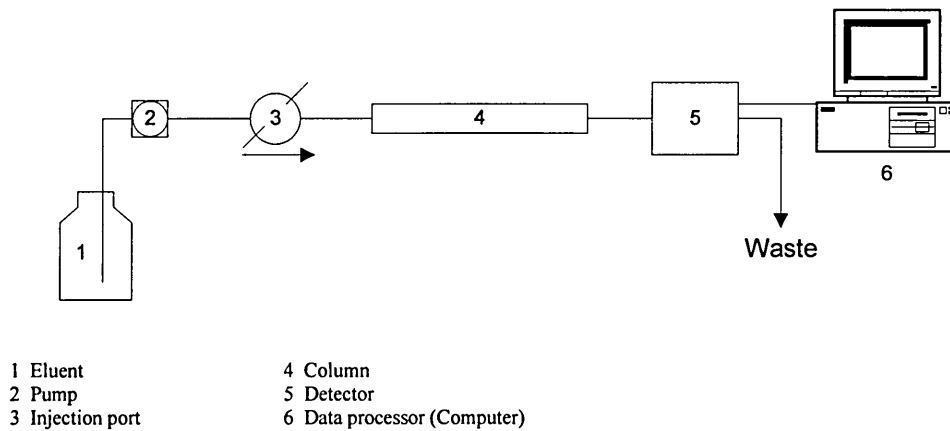 2
3
4
5
6
1
Waste
1 Eluent
2 Pump
3 Injection port
4 Column
5 Detector
6 Data processor (Computer)